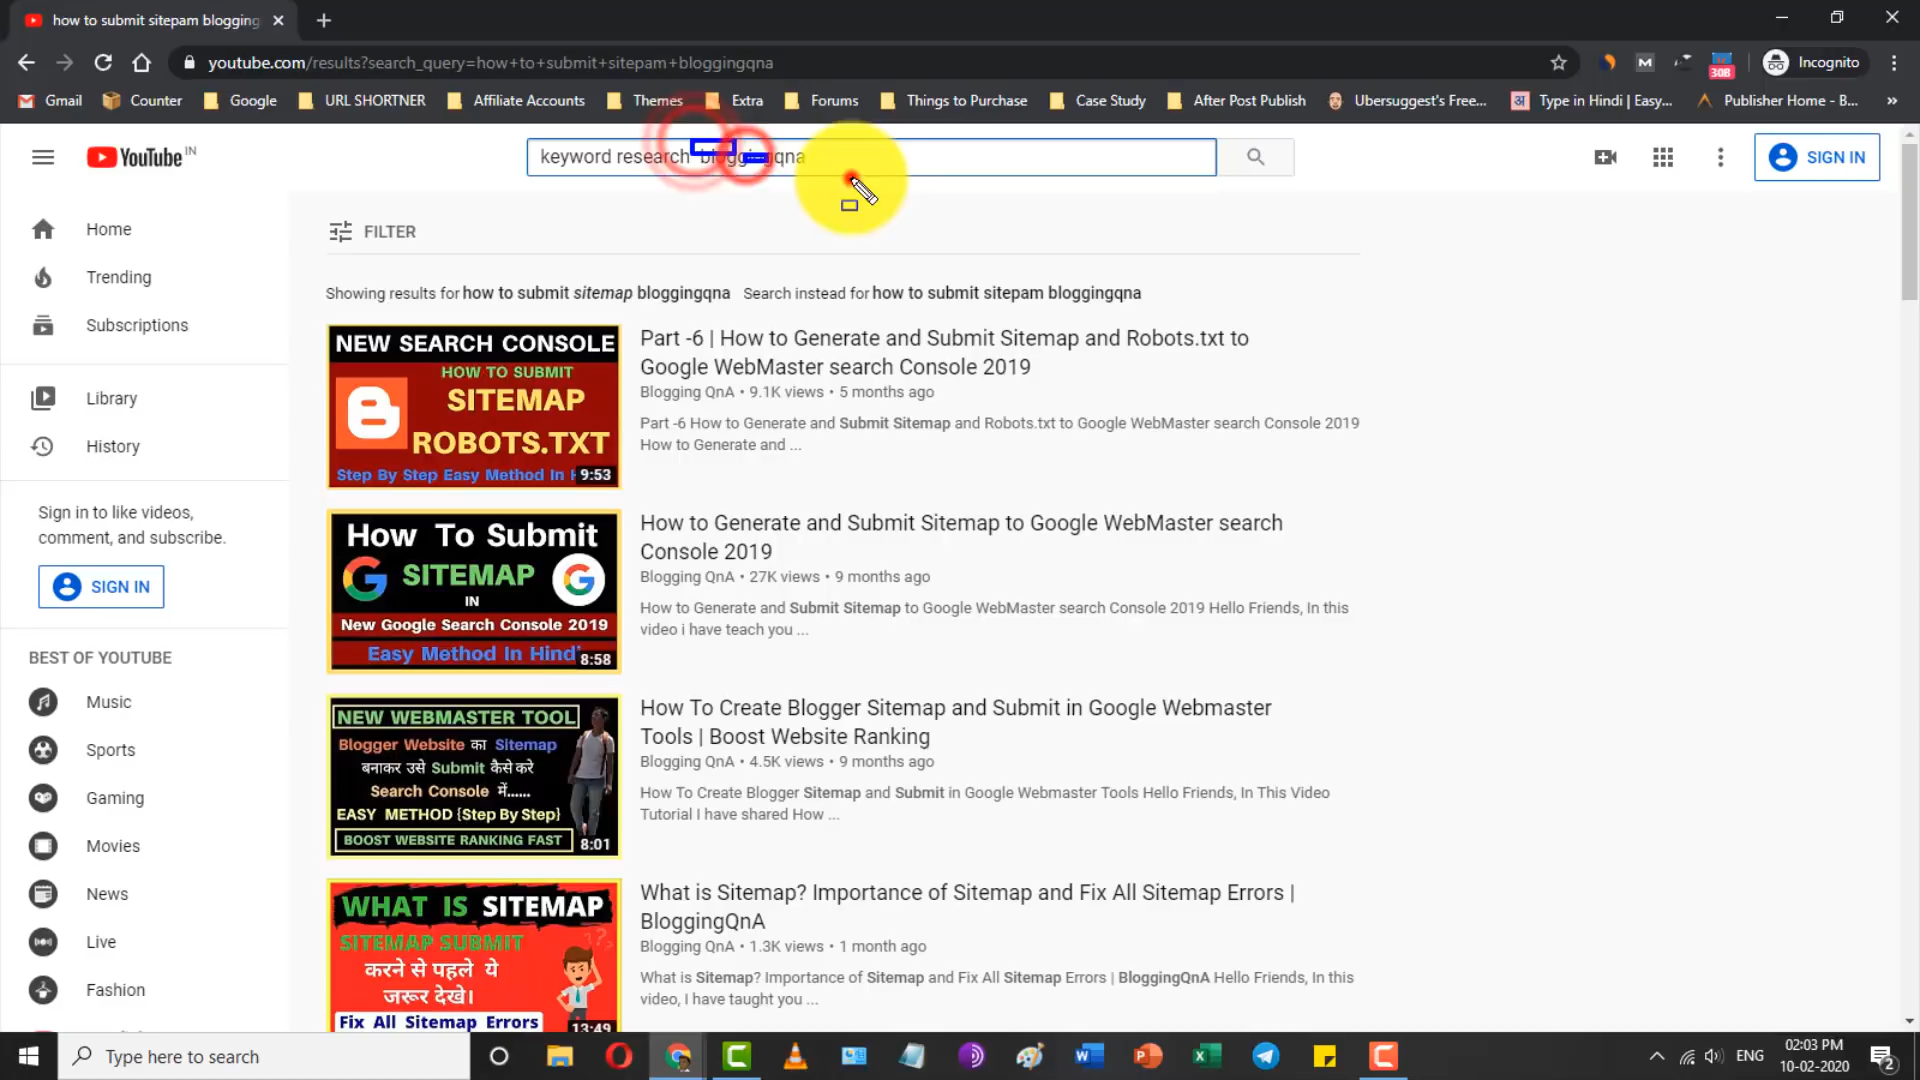 how to submit sitepam blogging
youtube.com/results?search_query=how+to+submit+sitepam+bloggingqna
30B
Incognito
Gmail
Counter
Google
URL SHORTNER
Affiliate Accounts
Themes
Extra
Forums
Things to Purchase
Case Study
After Post Publish
Ubersuggest's Free...
अ Type in Hindi | Easy,...
Publisher Home - B...
YouTube IN
keyword research bloggingqna
SIGN IN
Home
Trending
Subscriptions
Library
History
Sign in to like videos,
comment, and subscribe.
SIGN IN
BEST OF YOUTUBE
Music
Sports
Gaming
Movies
News
Live
Fashion
FILTER
Showing results for how to submit sitemap bloggingqna Search instead for how to submit sitepam bloggingqna
NEW SEARCH CONSOLE
HOW TO SUBMIT
SITEMAP
ROBOTS.TXT
Step By Step Easy Method In
9:53
Part -6 | How to Generate and Submit Sitemap and Robots.txt to
Google WebMaster search Console 2019
Blogging QnA • 9.1K views • 5 months ago
Part -6 How to Generate and Submit Sitemap and Robots.txt to Google WebMaster search Console 2019
How to Generate and ...
How To Submit
SITEMAP
IN
New Google Search Console 2019
Easy Method In Hindi
8:58
How to Generate and Submit Sitemap to Google WebMaster search
Console 2019
Blogging QnA • 27K views • 9 months ago
How to Generate and Submit Sitemap to Google WebMaster search Console 2019 Hello Friends, In this
video i have teach you ...
NEW WEBMASTER TOOL
Blogger Website का Sitemap
बनाकर उसे Submit कैसे करे
Search Console में......
EASY METHOD {Step By Step}
BOOST WEBSITE RANKING FAST
8:01
How To Create Blogger Sitemap and Submit in Google Webmaster
Tools | Boost Website Ranking
Blogging QnA • 4.5K views • 9 months ago
How To Create Blogger Sitemap and Submit in Google Webmaster Tools Hello Friends, In This Video
Tutorial I have shared How ...
WHAT IS SITEMAP
SITEMAP SUBMIT
करने से पहले ये
जरूर देखे।
Fix All Sitemap Errors
13:49
What is Sitemap? Importance of Sitemap and Fix All Sitemap Errors |
BloggingQnA
Blogging QnA • 1.3K views • 1 month ago
What is Sitemap? Importance of Sitemap and Fix All Sitemap Errors | BloggingQnA Hello Friends, In this
video, I have taught you ...
Type here to search
ENG
02:03 PM
10-02-2020
2